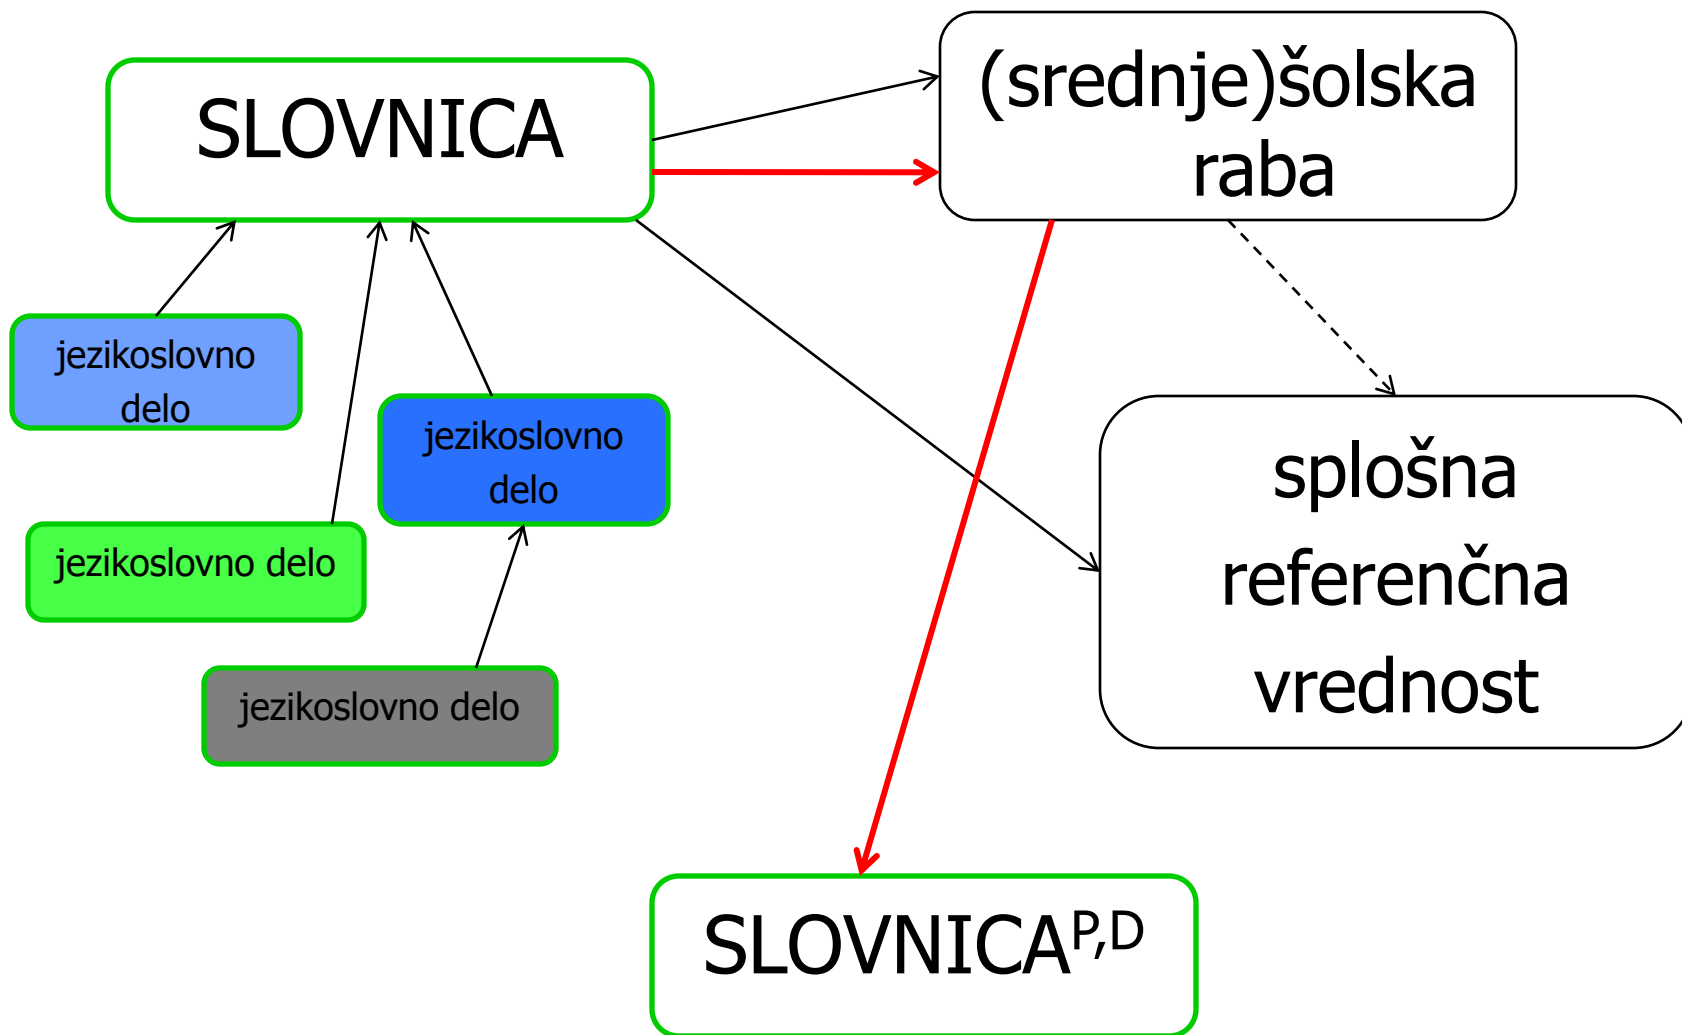 SLOVNICA
(srednje)šolska
raba
jezikoslovno
delo
jezikoslovno
delo
jezikoslovno delo
jezikoslovno delo
splošna
referenčna
vrednost
SLOVNICAP,D